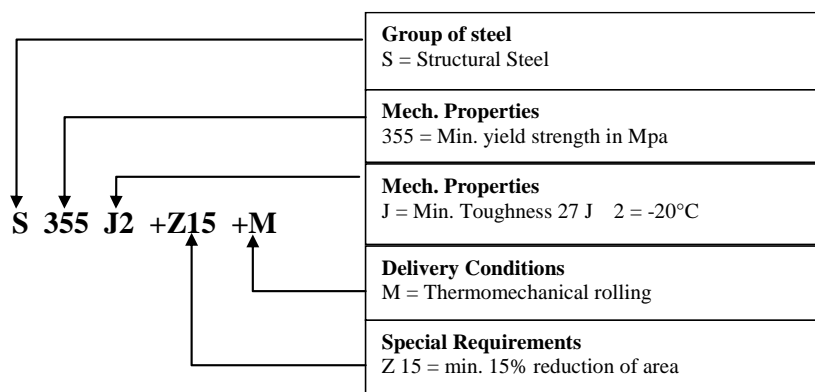 Group of steel
S = Structural Steel
Mech. Properties
355 = Min. yield strength in Mpa
Mech. Properties
J = Min. Toughness 27 J 2 = -20°C
S 355 J2 +Z15 +M
Delivery Conditions
M = Thermomechanical rolling
Special Requirements
Z 15 = min. 15% reduction of area